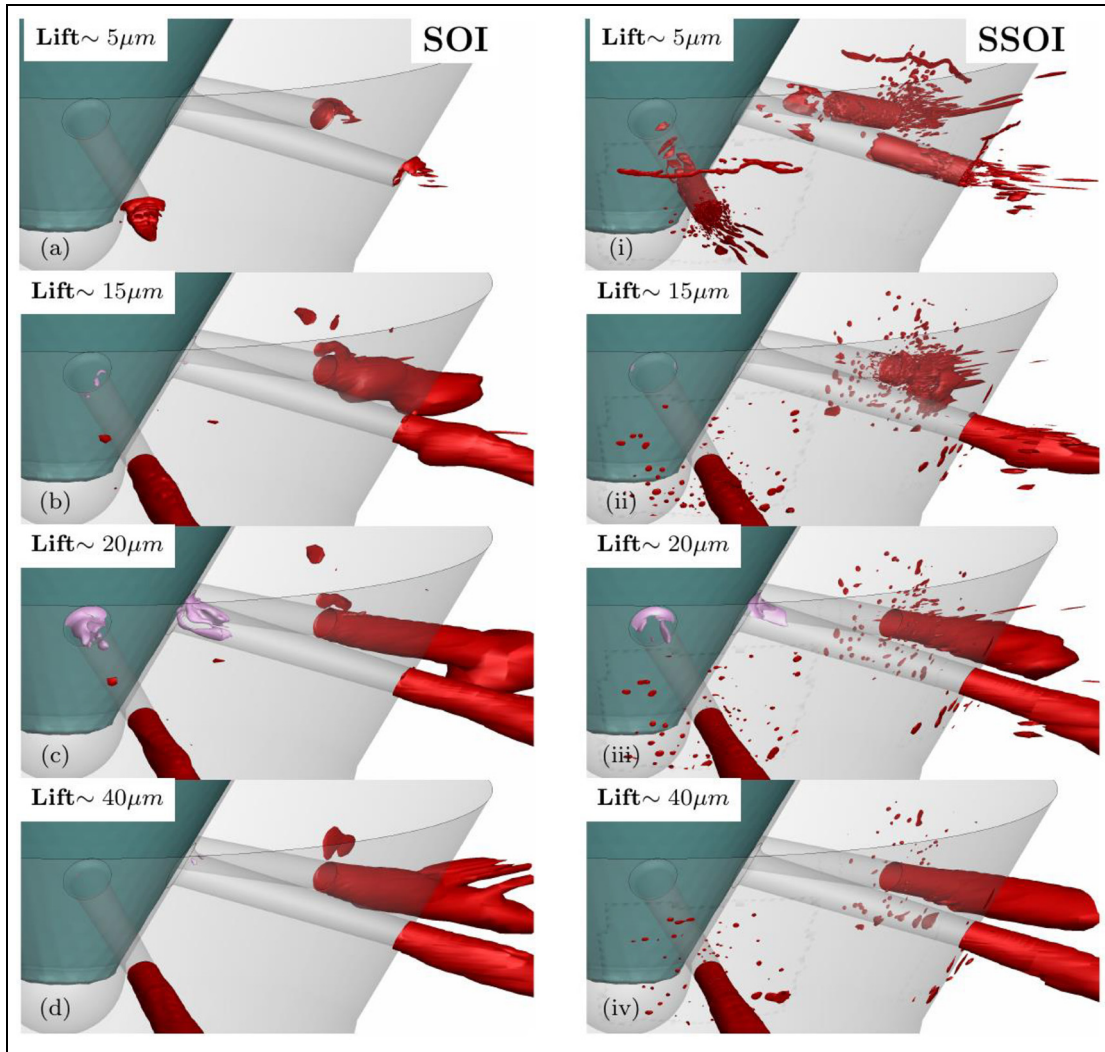 Lift∼ 5μm
SOI
(a)
Lift∼ 5μm
SSOI
(i)
Lift∼ 15μm
(b)
Lift∼ 15μm
(ii)
Lift∼ 20μm
(c)
Lift∼ 20μm
(iii)
Lift∼ 40μm
(d)
Lift∼ 40μm
(iv)